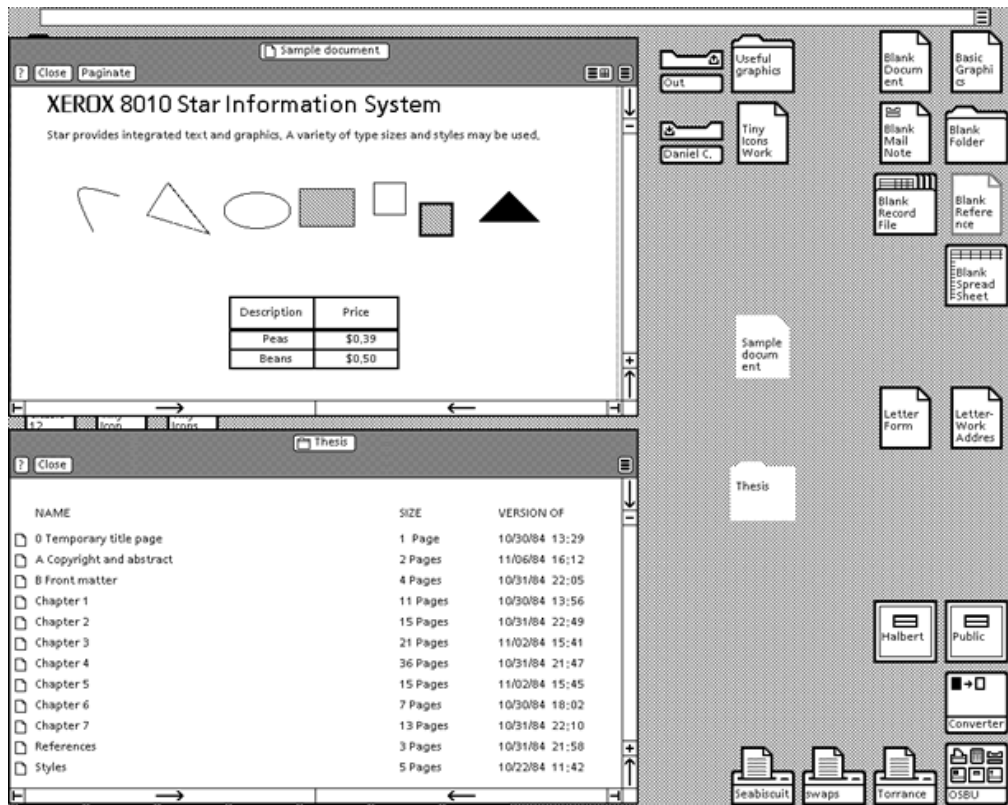 Sample document
? Close Paginate
XEROX 8010 Star Information System
Star provides integrated text and graphics. A variety of type sizes and styles may be used.
Description Price
Peas $0.39
Beans $0.50
12 Icon Icons
Thesis
? Close
NAME SIZE VERSION OF
0 Temporary title page 1 Page 10/30/84 13:29
A Copyright and abstract 2 Pages 11/06/84 16:12
B Front matter 4 Pages 10/31/84 22:05
Chapter 1 11 Pages 10/30/84 13:56
Chapter 2 15 Pages 10/31/84 22:49
Chapter 3 21 Pages 11/02/84 15:41
Chapter 4 36 Pages 10/31/84 21:47
Chapter 5 15 Pages 11/02/84 15:45
Chapter 6 7 Pages 10/30/84 18:02
Chapter 7 13 Pages 10/31/84 22:10
References 3 Pages 10/31/84 21:58
Styles 5 Pages 10/22/84 11:42
Out
Useful
graphics
Blank
Docum
ent
Basic
Graphi
cs
Daniel C.
Tiny
Icons
Work
Blank
Mail
Note
Blank
Folder
Blank
Record
File
Blank
Refere
nce
Blank
Spread
Sheet
Sample
docum
ent
Letter
Form
Letter-
Work
Addres
Thesis
Halbert
Public
Converter
Seabiscuit
swaps
Torrance
OSBU